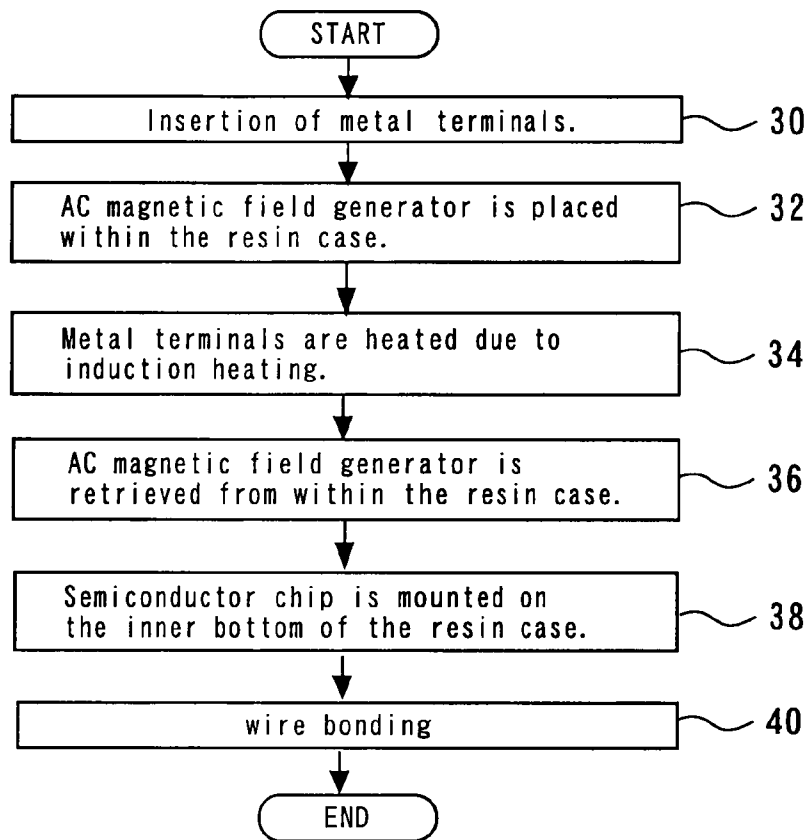 START
Insertion of metal terminals.
30
AC magnetic field generator is placed
within the resin case.
32
Metal terminals are heated due to
induction heating.
34
AC magnetic field generator is
retrieved from within the resin case.
36
Semiconductor chip is mounted on
the inner bottom of the resin case.
38
wire bonding
40
END